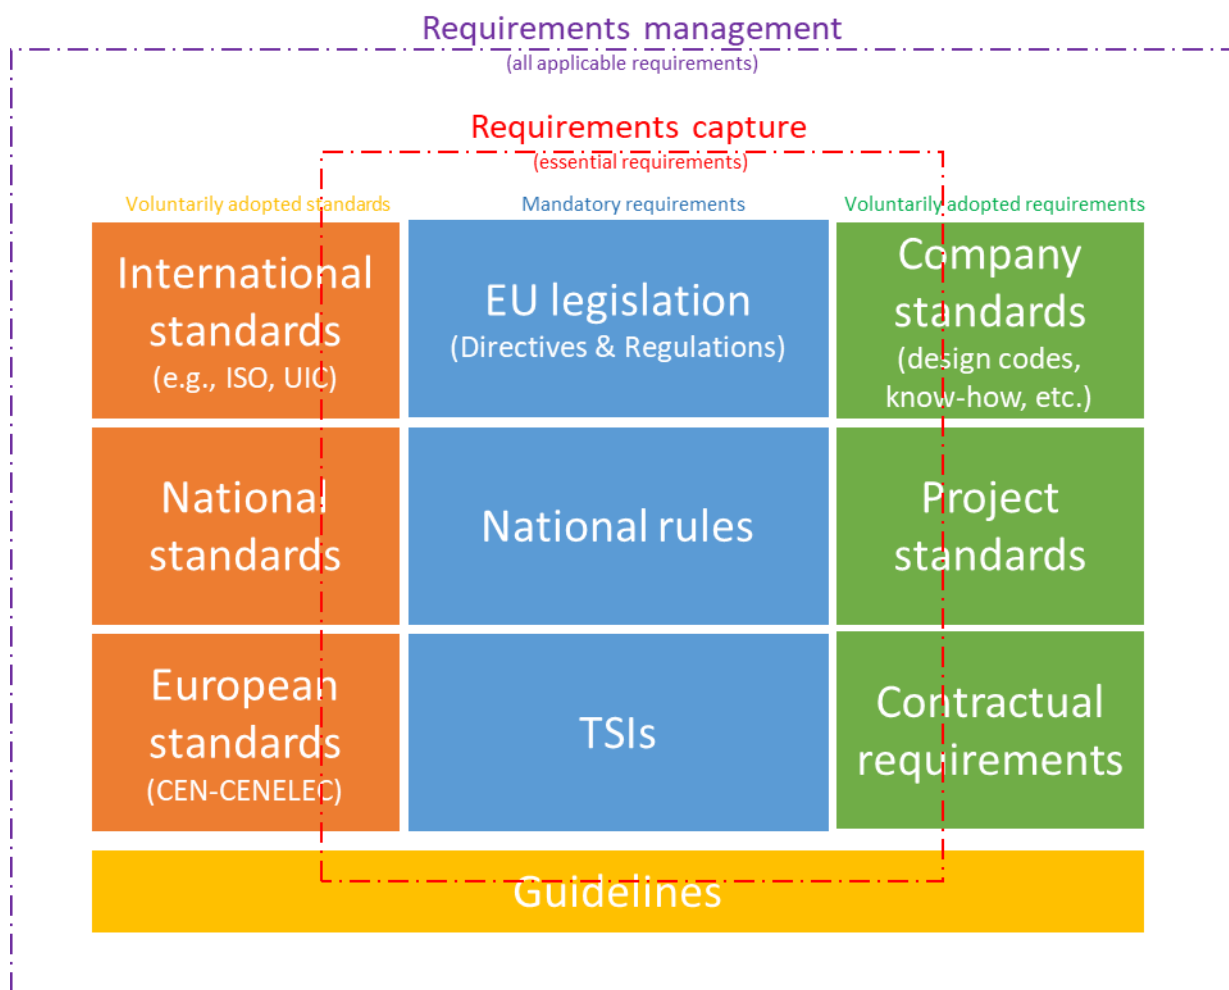 Requirements management
(all applicable requirements)
Requirements capture
(essential requirements)
Voluntarily adopted standards
Mandatory requirements
Voluntarily adopted requirements
International
standards
(e.g., ISO, UIC)
EU legislation
(Directives & Regulations)
Company
standards
(design codes,
know-how, etc.)
National
standards
National rules
Project
standards
European
standards
(CEN-CENELEC)
TSIs
Contractual
requirements
Guidelines